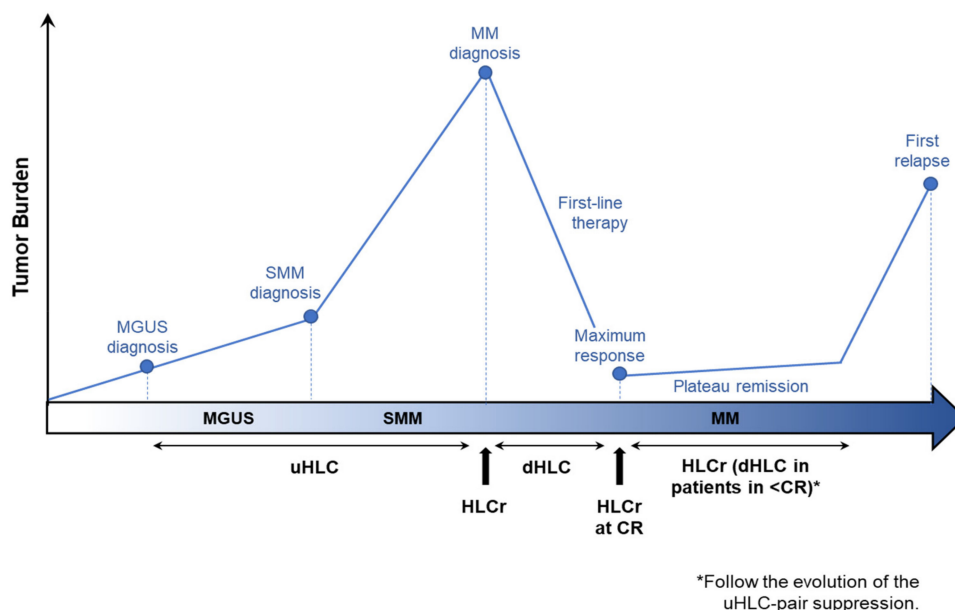 Tumor Burden
MGUS
diagnosis
SMM
diagnosis
MM
diagnosis
First-line
therapy
Maximum
response
Plateau remission
First
relapse
MGUS
SMM
MM
uHLC
HLCr
dHLC
HLCr
at CR
HLCr (dHLC in
patients in <CR)*
*Follow the evolution of the
uHLC-pair suppression.